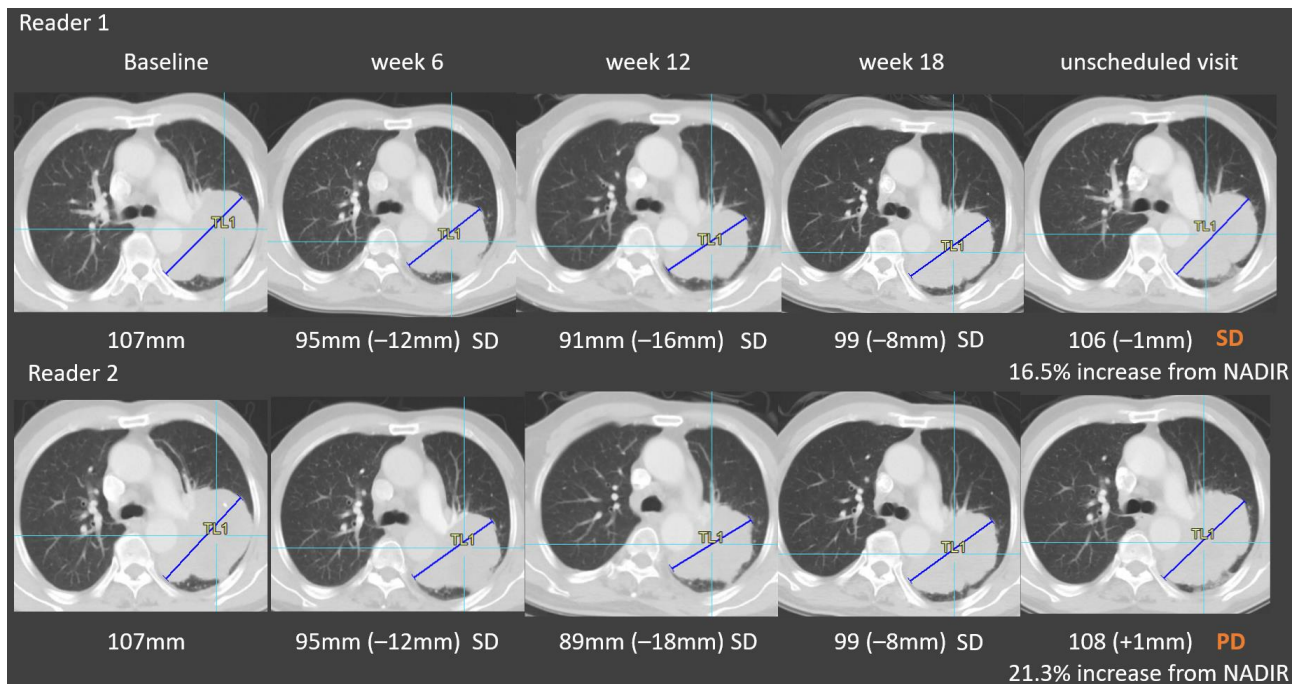 Reader 1
Baseline week 6 week 12 week 18 unscheduled visit
TL1 TL1 TL1 TL1 TL1
107mm 95mm (–12mm) SD 91mm (–16mm) SD 99 (–8mm) SD 106 (–1mm) SD
16.5% increase from NADIR
Reader 2
TL1 TL1 TL1 TL1 TL1
107mm 95mm (–12mm) SD 89mm (–18mm) SD 99 (–8mm) SD 108 (+1mm) PD
21.3% increase from NADIR